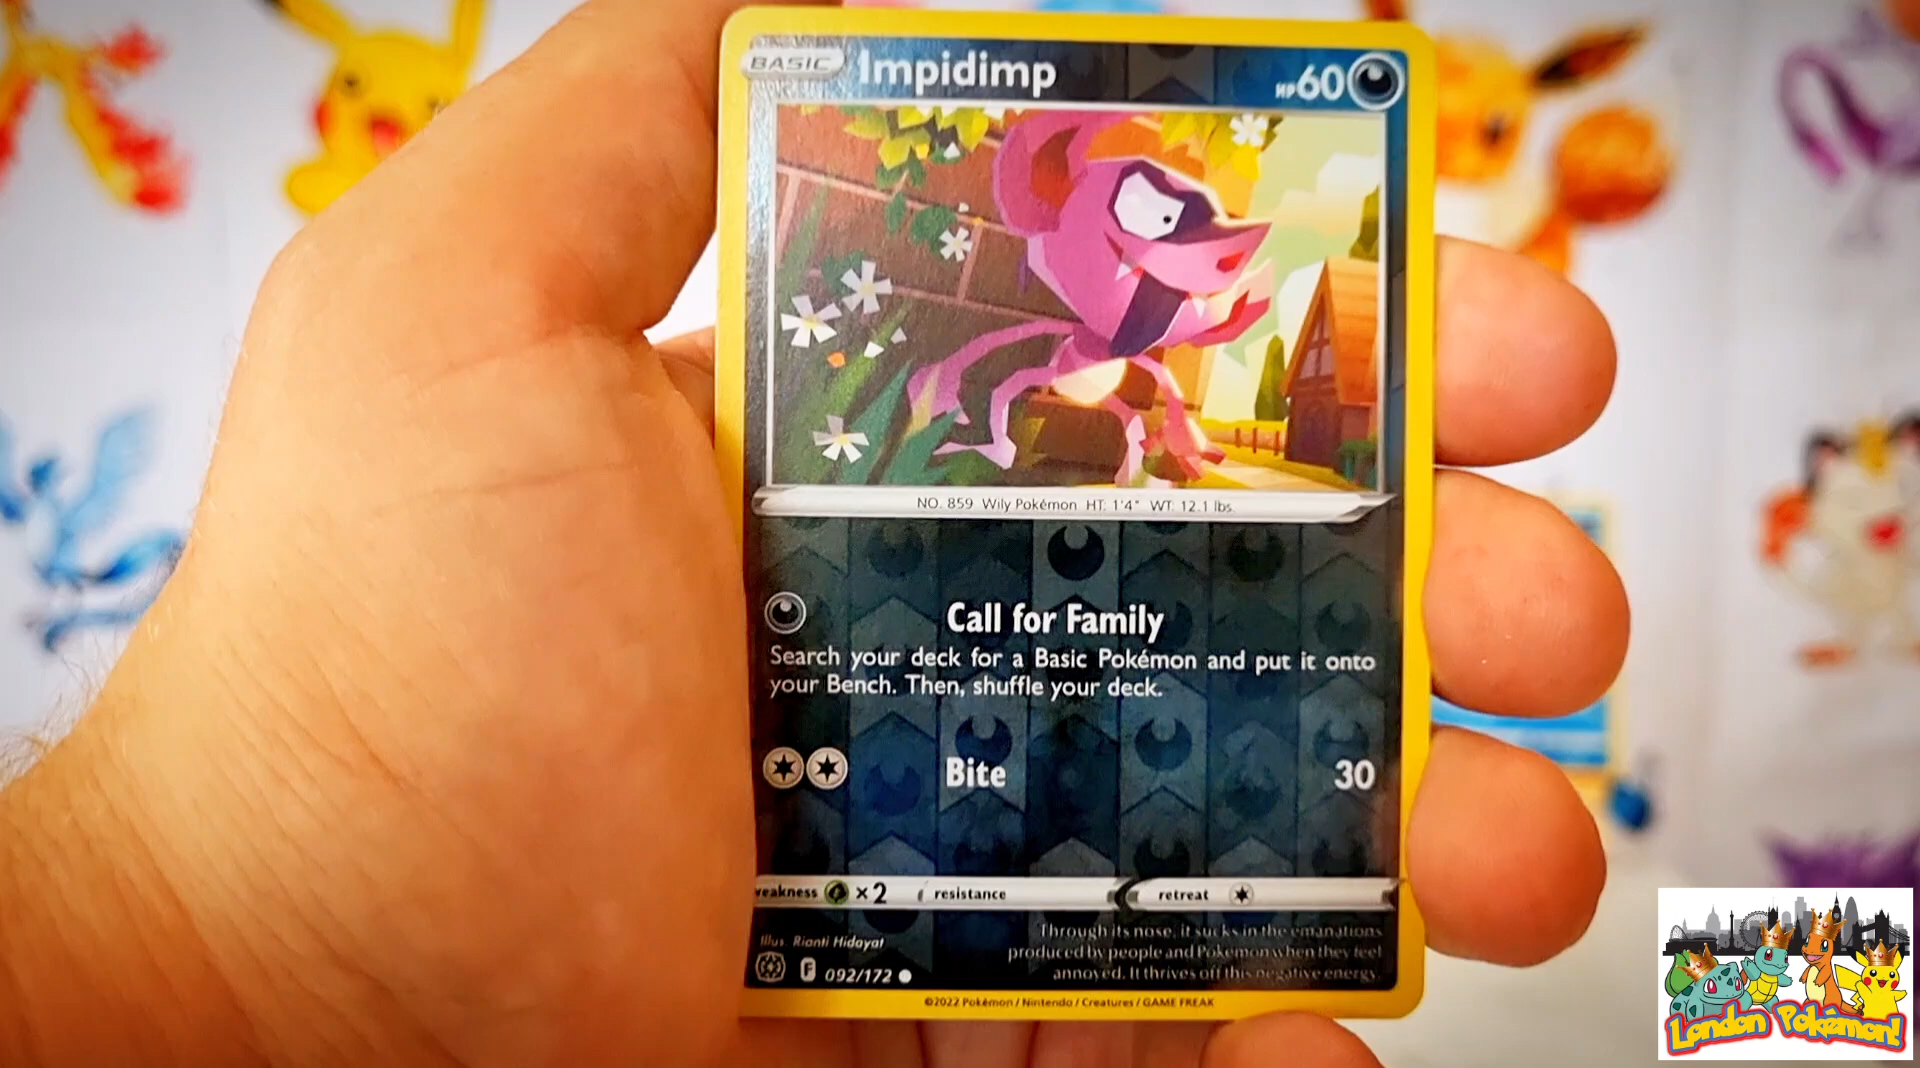 BASIC Impidimp HP60
NO. 859 Wily Pokémon HT: 1'4" WT: 12.1 lbs.
Call for Family
Search your deck for a Basic Pokémon and put it onto
your Bench. Then, shuffle your deck.
Bite 30
weakness ×2 resistance retreat
Through its nose, it sucks in the emanations
produced by people and Pokémon when they feel
annoyed. It thrives off this negative energy.
Illus. Rianti Hidayat
F 092/172
©2022 Pokémon / Nintendo / Creatures / GAME FREAK
London Pokémon!